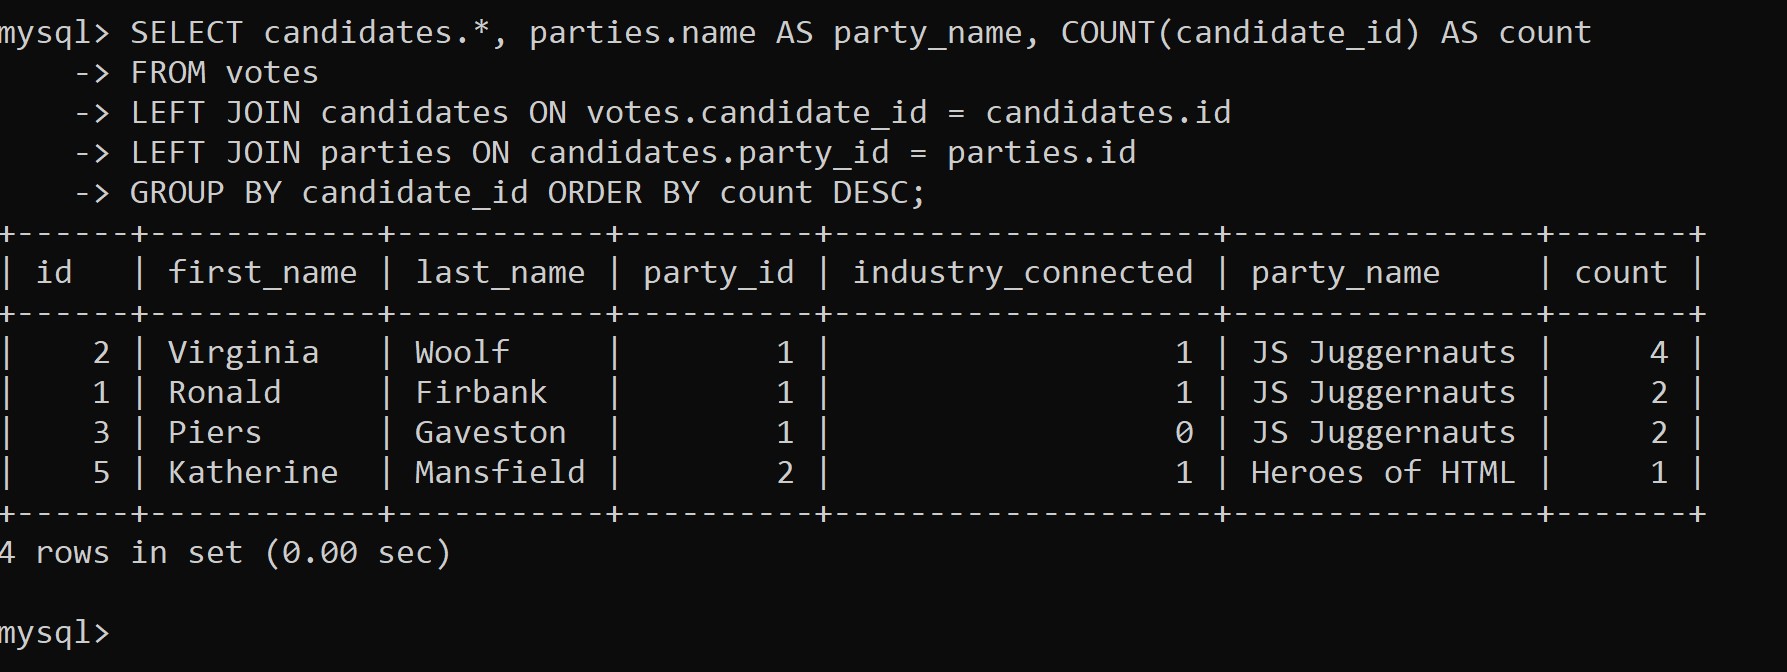 mysql> SELECT candidates.*, parties.name AS party_name, COUNT(candidate_id) AS count
    -> FROM votes
    -> LEFT JOIN candidates ON votes.candidate_id = candidates.id
    -> LEFT JOIN parties ON candidates.party_id = parties.id
    -> GROUP BY candidate_id ORDER BY count DESC;
+------+------------+-----------+----------+--------------------+----------------+-------+
| id   | first_name | last_name | party_id | industry_connected | party_name     | count |
+------+------------+-----------+----------+--------------------+----------------+-------+
|    2 | Virginia   | Woolf     |        1 |                  1 | JS Juggernauts |     4 |
|    1 | Ronald     | Firbank   |        1 |                  1 | JS Juggernauts |     2 |
|    3 | Piers      | Gaveston  |        1 |                  0 | JS Juggernauts |     2 |
|    5 | Katherine  | Mansfield |        2 |                  1 | Heroes of HTML |     1 |
+------+------------+-----------+----------+--------------------+----------------+-------+
4 rows in set (0.00 sec)
mysql>